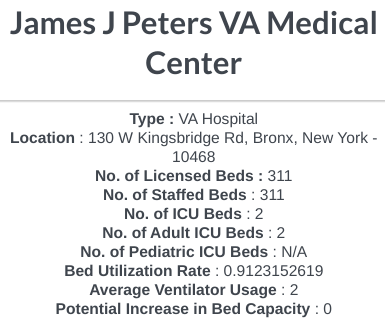 James J Peters VA Medical
Center
Type : VA Hospital
Location : 130 W Kingsbridge Rd, Bronx, New York -
10468
No. of Licensed Beds : 311
No. of Staffed Beds : 311
No. of ICU Beds : 2
No. of Adult ICU Beds : 2
No. of Pediatric ICU Beds : N/A
Bed Utilization Rate : 0.9123152619
Average Ventilator Usage : 2
Potential Increase in Bed Capacity : 0